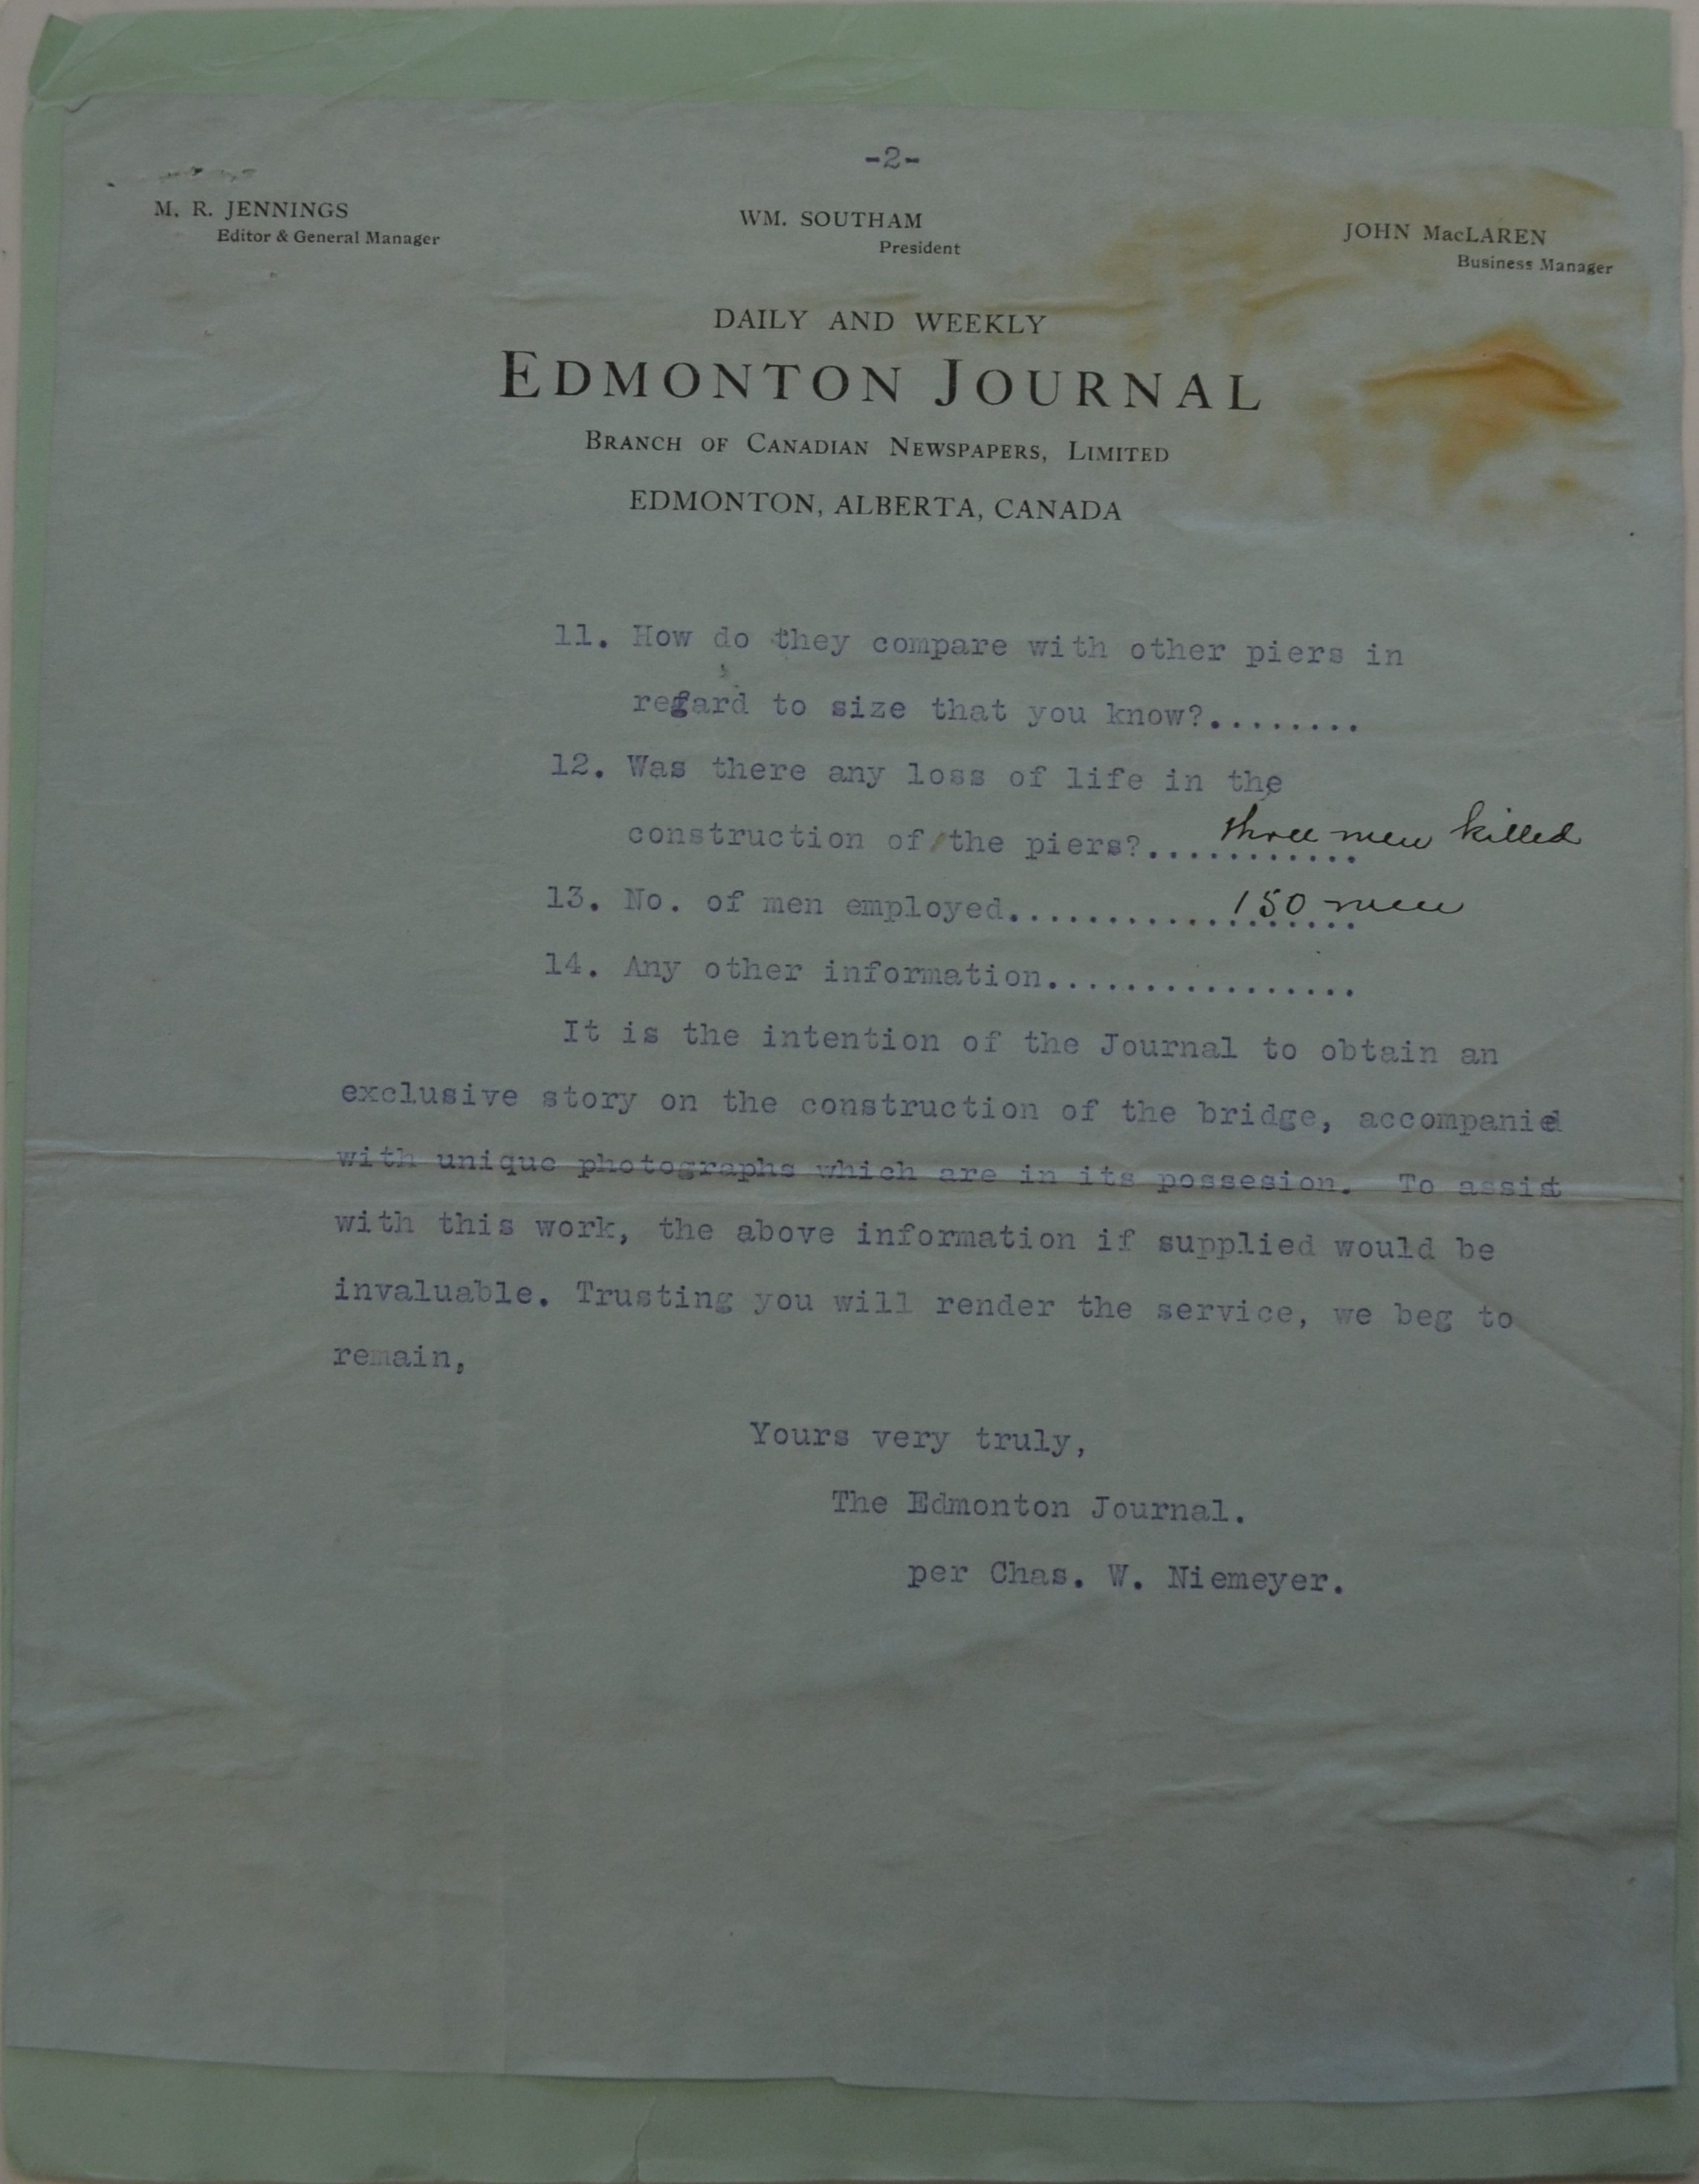 -2-
M. R. JENNINGS
Editor & General Manager
WM. SOUTHAM
President
JOHN MacLAREN
Business Manager
DAILY AND WEEKLY
EDMONTON JOURNAL
BRANCH OF CANADIAN NEWSPAPERS, LIMITED
EDMONTON, ALBERTA, CANADA
11. How do they compare with other piers in
regard to size that you know?........
12. Was there any loss of life in the
construction of the piers?........... three men killed
13. No. of men employed.................. 150 men
14. Any other information................
It is the intention of the Journal to obtain an
exclusive story on the construction of the bridge, accompanied
with unique photographs which are in its possesion. To assist
with this work, the above information if supplied would be
invaluable. Trusting you will render the service, we beg to
remain,
Yours very truly,
The Edmonton Journal.
per Chas. W. Niemeyer.